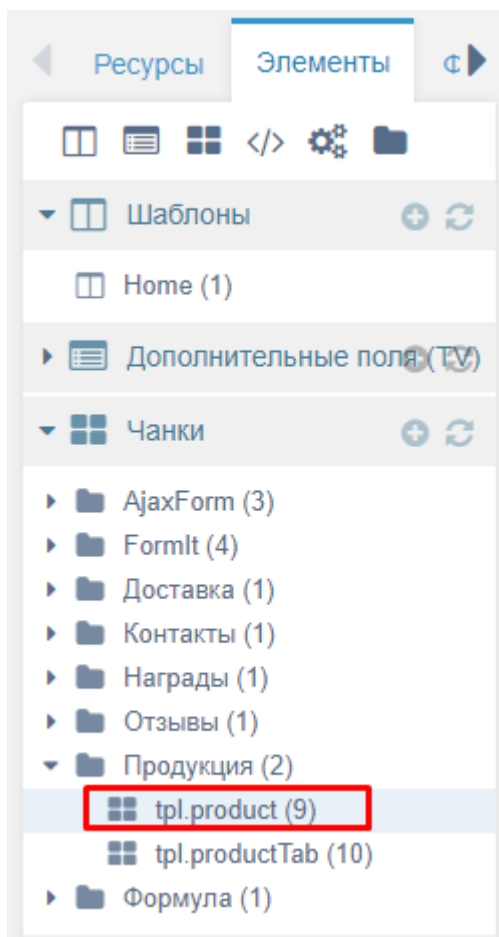 Ресурсы Элементы Ф
</>
Шаблоны
Home (1)
Дополнительные поля (TV)
Чанки
AjaxForm (3)
FormIt (4)
Доставка (1)
Контакты (1)
Награды (1)
Отзывы (1)
Продукция (2)
tpl.product (9)
tpl.productTab (10)
Формула (1)